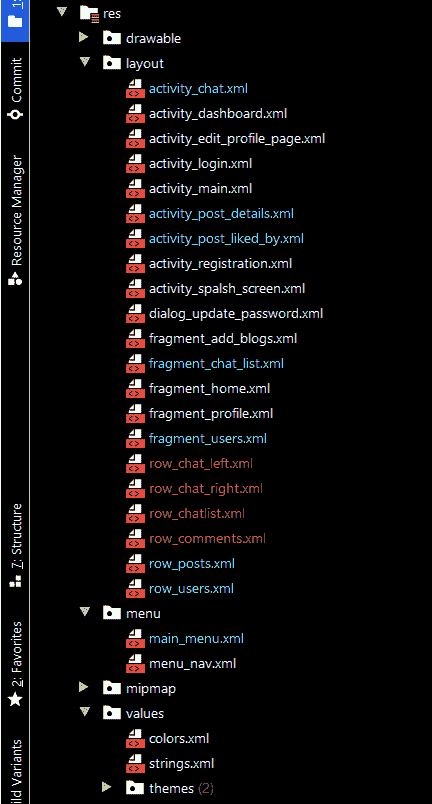 1:
Commit
Resource Manager
7: Structure
2: Favorites
ild Variants
res
drawable
layout
activity_chat.xml
activity_dashboard.xml
activity_edit_profile_page.xml
activity_login.xml
activity_main.xml
activity_post_details.xml
activity_post_liked_by.xml
activity_registration.xml
activity_spalsh_screen.xml
dialog_update_password.xml
fragment_add_blogs.xml
fragment_chat_list.xml
fragment_home.xml
fragment_profile.xml
fragment_users.xml
row_chat_left.xml
row_chat_right.xml
row_chatlist.xml
row_comments.xml
row_posts.xml
row_users.xml
menu
main_menu.xml
menu_nav.xml
mipmap
values
colors.xml
strings.xml
themes (2)